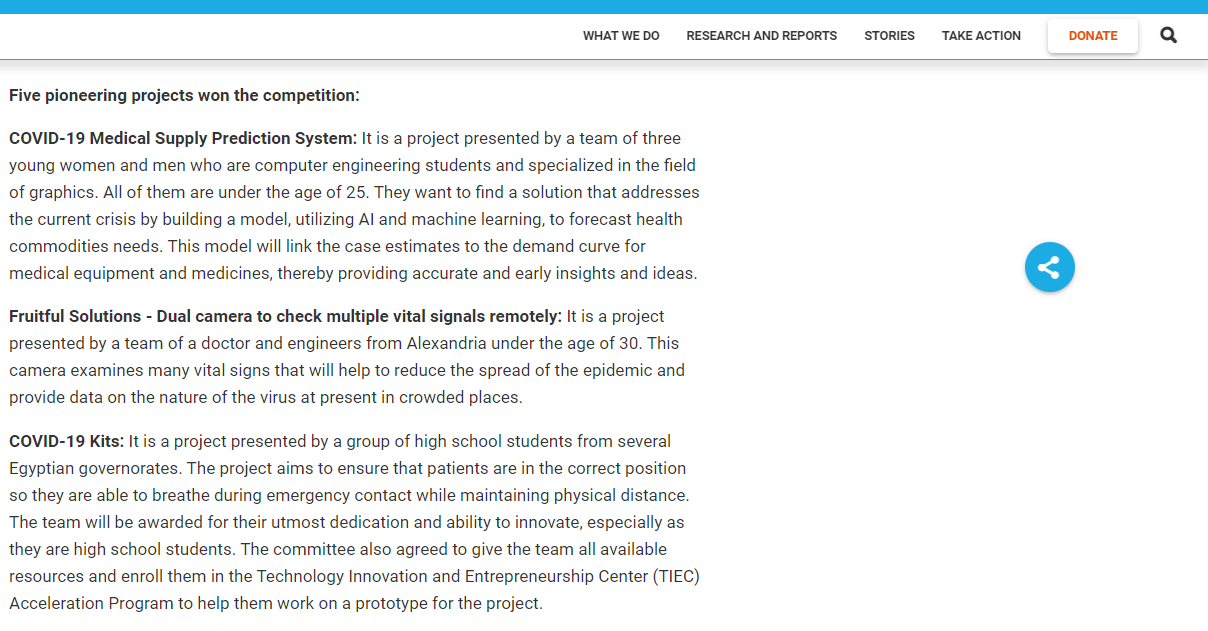 WHAT WE DO RESEARCH AND REPORTS STORIES TAKE ACTION DONATE
Five pioneering projects won the competition:
COVID-19 Medical Supply Prediction System: It is a project presented by a team of three
young women and men who are computer engineering students and specialized in the field
of graphics. All of them are under the age of 25. They want to find a solution that addresses
the current crisis by building a model, utilizing AI and machine learning, to forecast health
commodities needs. This model will link the case estimates to the demand curve for
medical equipment and medicines, thereby providing accurate and early insights and ideas.
Fruitful Solutions - Dual camera to check multiple vital signals remotely: It is a project
presented by a team of a doctor and engineers from Alexandria under the age of 30. This
camera examines many vital signs that will help to reduce the spread of the epidemic and
provide data on the nature of the virus at present in crowded places.
COVID-19 Kits: It is a project presented by a group of high school students from several
Egyptian governorates. The project aims to ensure that patients are in the correct position
so they are able to breathe during emergency contact while maintaining physical distance.
The team will be awarded for their utmost dedication and ability to innovate, especially as
they are high school students. The committee also agreed to give the team all available
resources and enroll them in the Technology Innovation and Entrepreneurship Center (TIEC)
Acceleration Program to help them work on a prototype for the project.